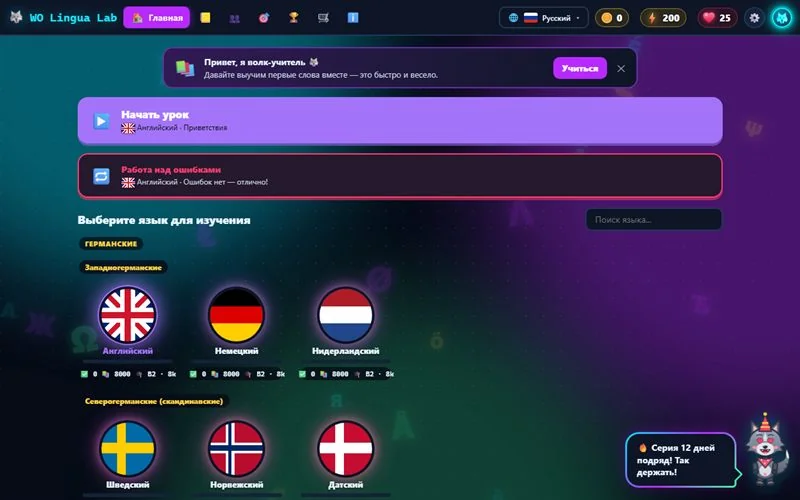 WO Lingua Lab
Главная
Русский
0
200
25
Привет, я волк-учитель
Давайте выучим первые слова вместе — это быстро и весело.
Учиться
Начать урок
Английский · Приветствия
Работа над ошибками
Английский · Ошибок нет — отлично!
Выберите язык для изучения
Поиск языка...
ГЕРМАНСКИЕ
Западногерманские
Английский
Немецкий
Нидерландский
0 8000 B2 · 8k
0 8000 B2 · 8k
0 8000 B2 · 8k
Северогерманские (скандинавские)
Шведский
Норвежский
Датский
Серия 12 дней
подряд! Так
держать!